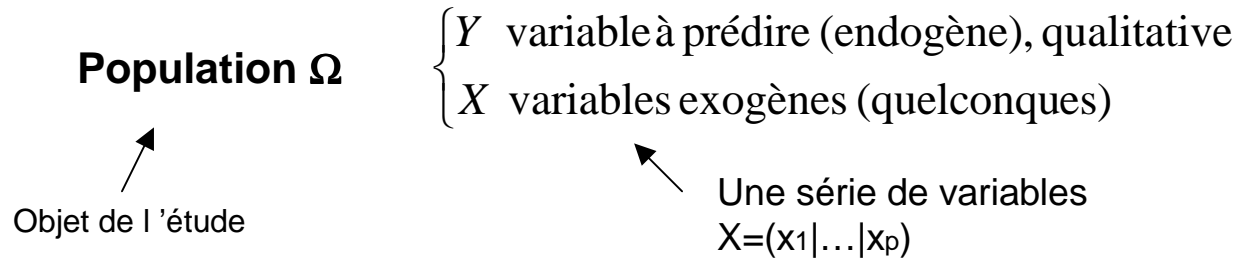 Y variable à prédire (endogène), qualitative
Population Ω
X variables exogènes (quelconques)
Une série de variables
Objet de l ’étude
X=(x1|…|xp)